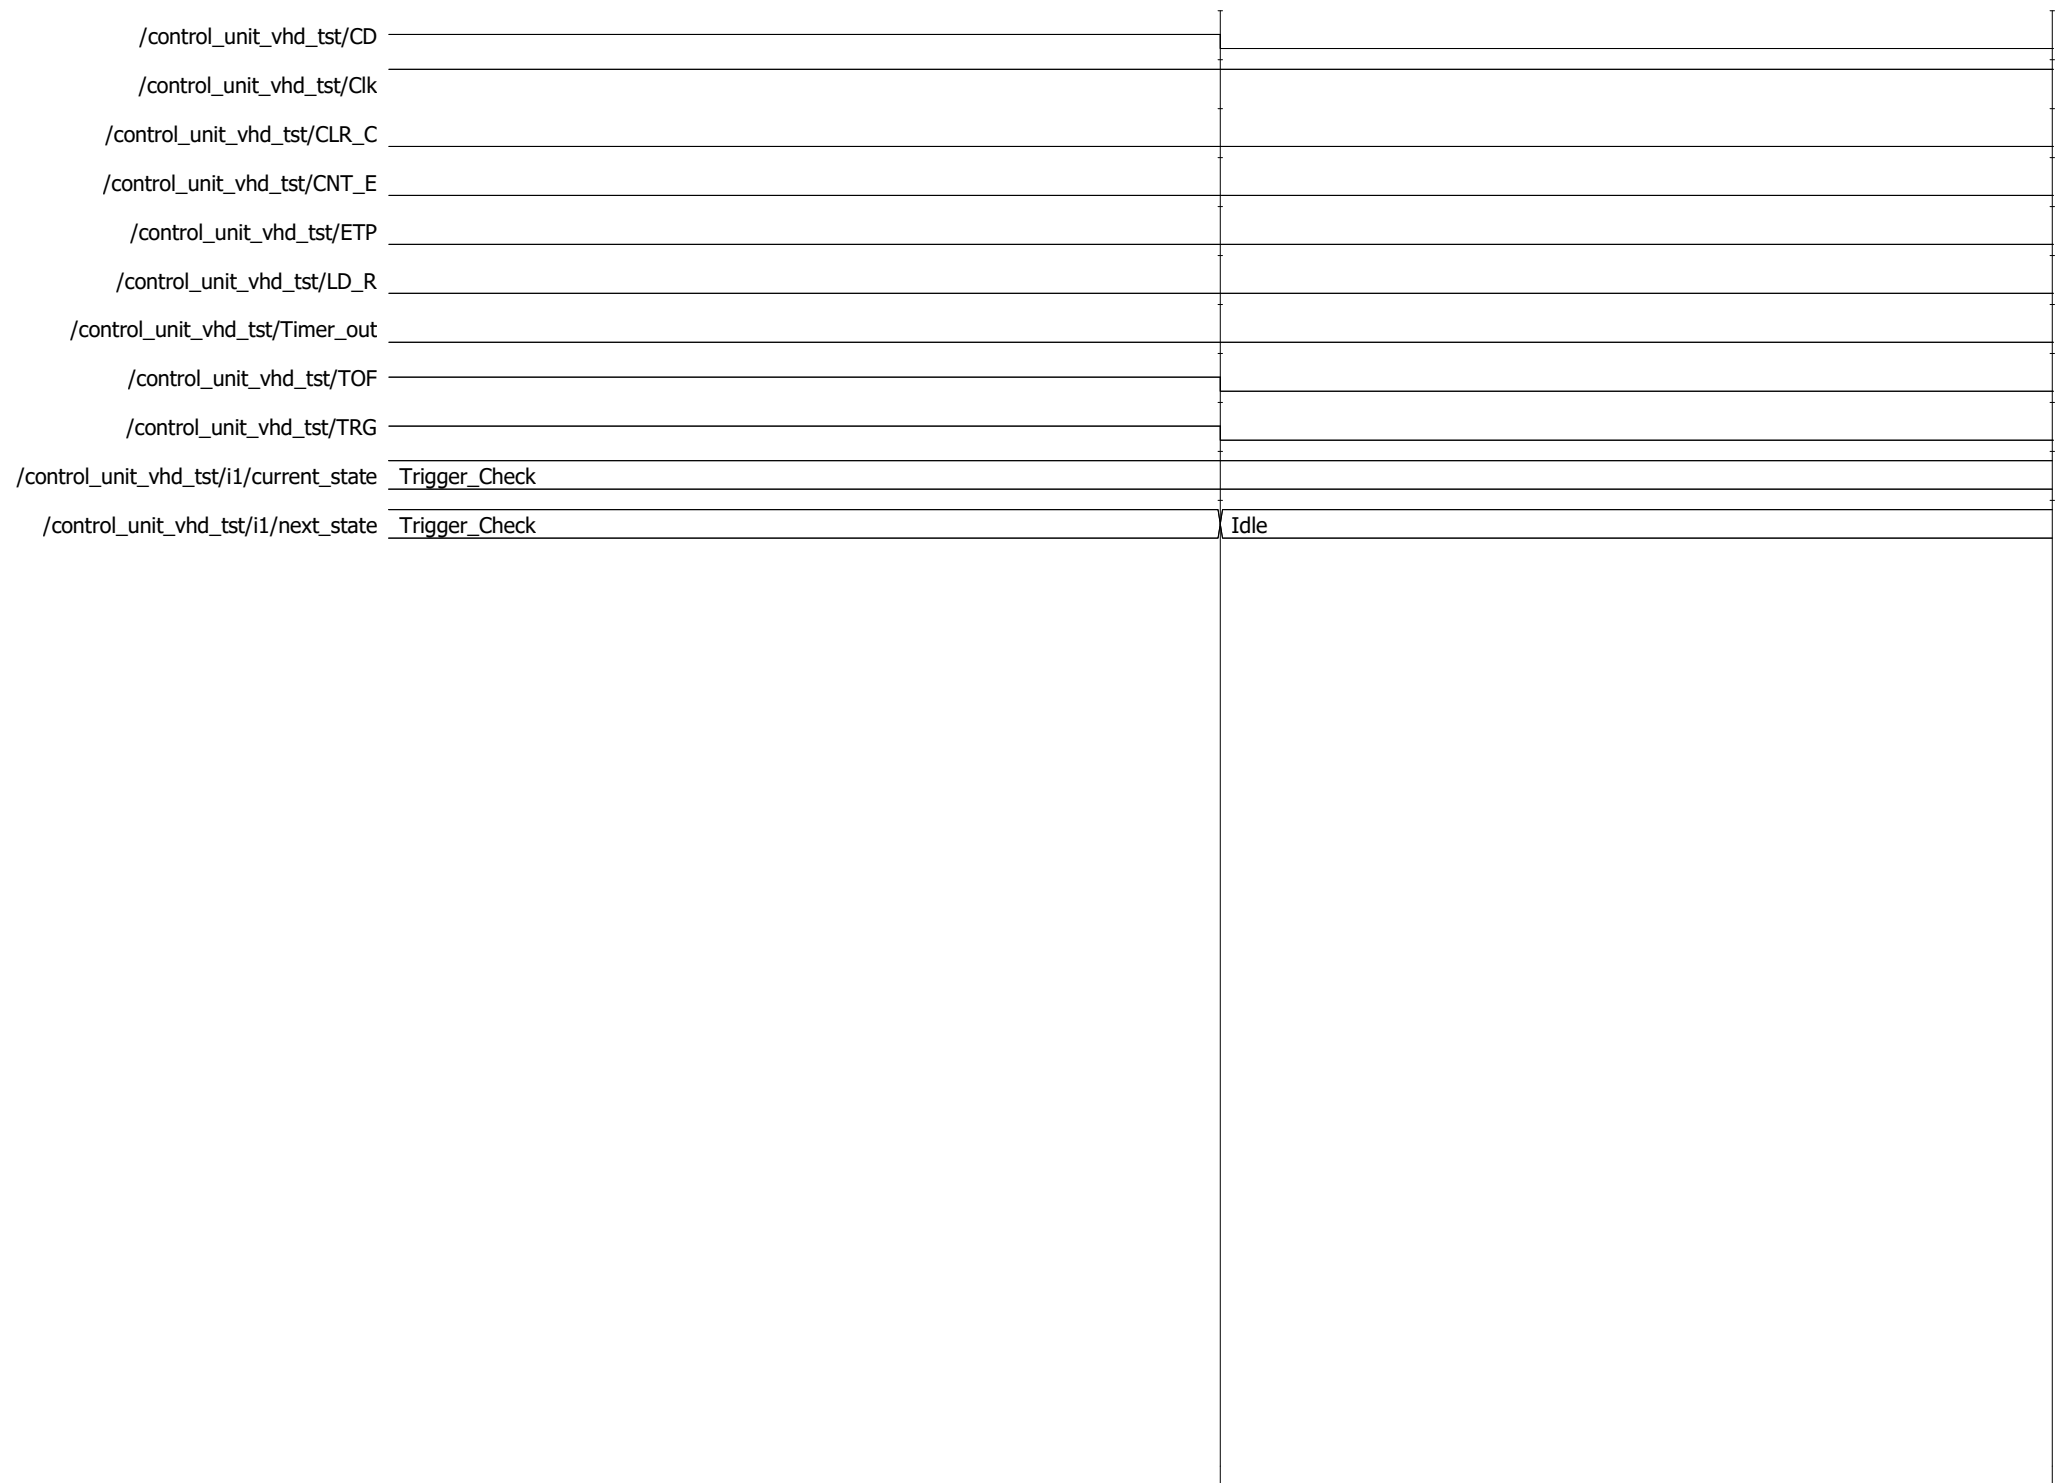 /control_unit_vhd_tst/CD
/control_unit_vhd_tst/Clk
/control_unit_vhd_tst/CLR_C
/control_unit_vhd_tst/CNT_E
/control_unit_vhd_tst/ETP
/control_unit_vhd_tst/LD_R
/control_unit_vhd_tst/Timer_out
/control_unit_vhd_tst/TOF
/control_unit_vhd_tst/TRG
/control_unit_vhd_tst/i1/current_state Trigger_Check
/control_unit_vhd_tst/i1/next_state Trigger_Check Idle